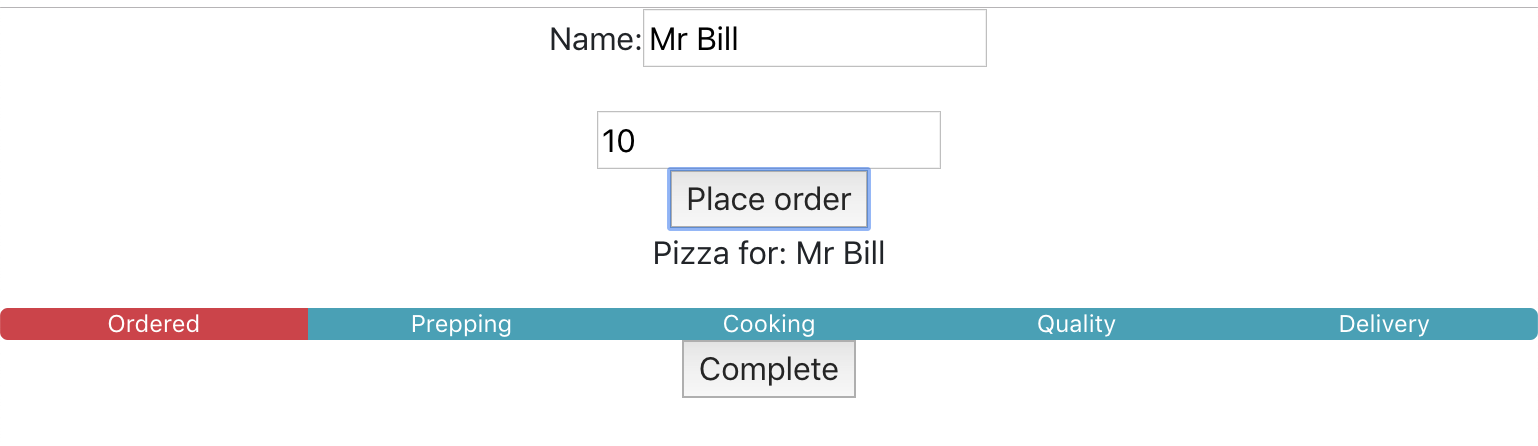 Name: Mr Bill
10
Place order
Pizza for: Mr Bill
Ordered Prepping Cooking Quality Delivery
Complete